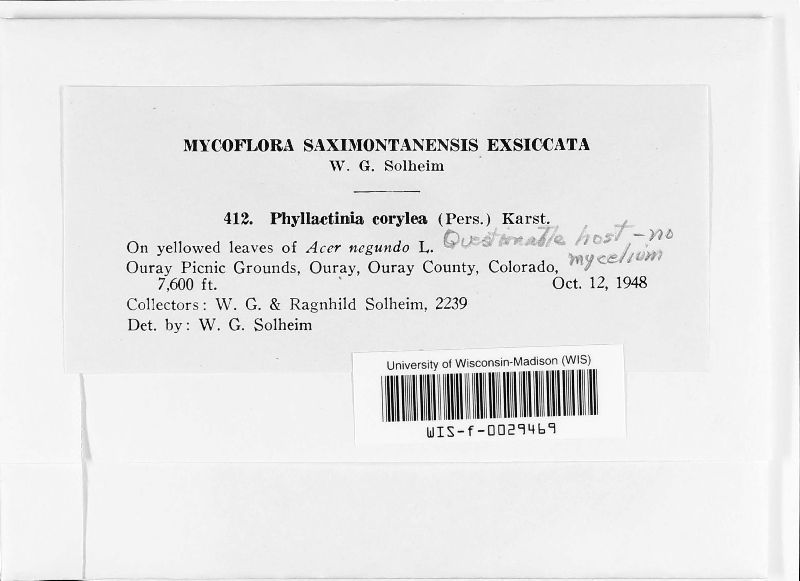 MYCOFLORA SAXIMONTANENSIS EXSICCATA
W. G. Solheim
412. Phyllactinia corylea (Pers.) Karst.
On yellowed leaves of Acer negundo L. Questionable host - no
mycelium
Ouray Picnic Grounds, Ouray, Ouray County, Colorado,
7,600 ft. Oct. 12, 1948
Collectors: W. G. & Ragnhild Solheim, 2239
Det. by: W. G. Solheim
University of Wisconsin-Madison (WIS)
WIS-f-0029469